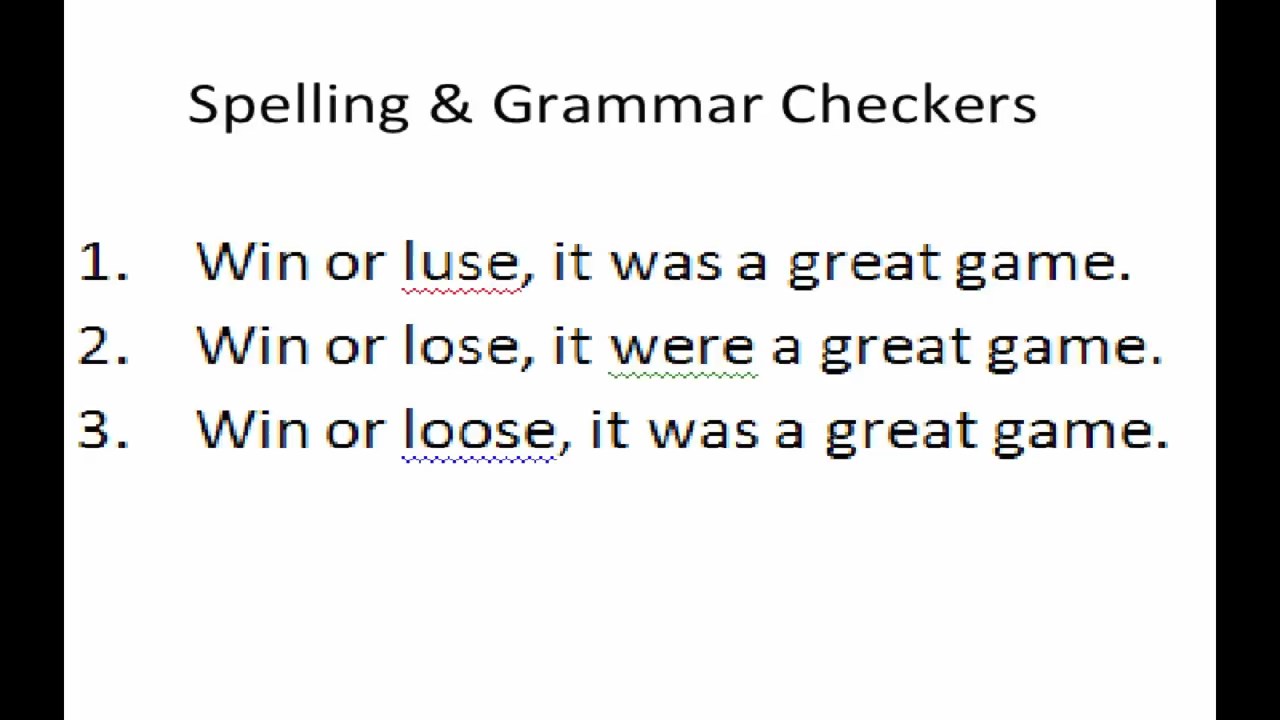 Spelling & Grammar Checkers
1. Win or luse, it was a great game.
2. Win or lose, it were a great game.
3. Win or loose, it was a great game.